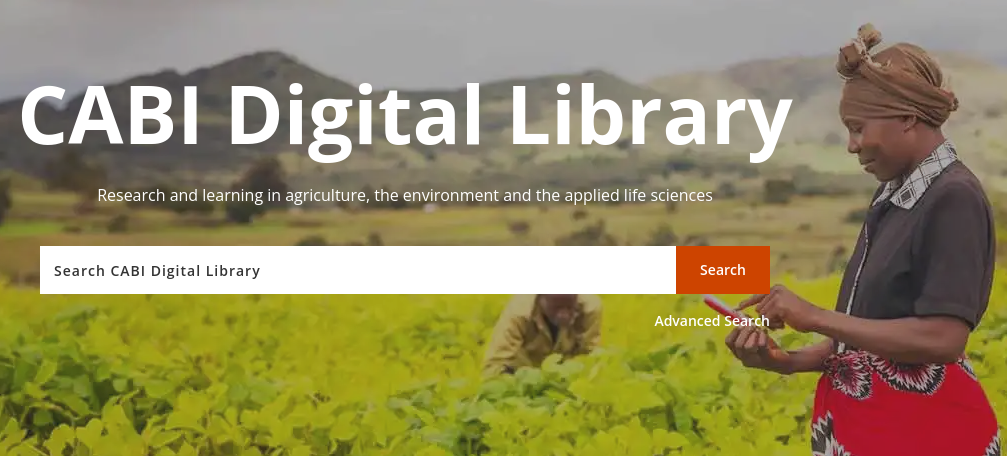 CABI Digital Library
Research and learning in agriculture, the environment and the applied life sciences
Search CABI Digital Library
Search
Advanced Search